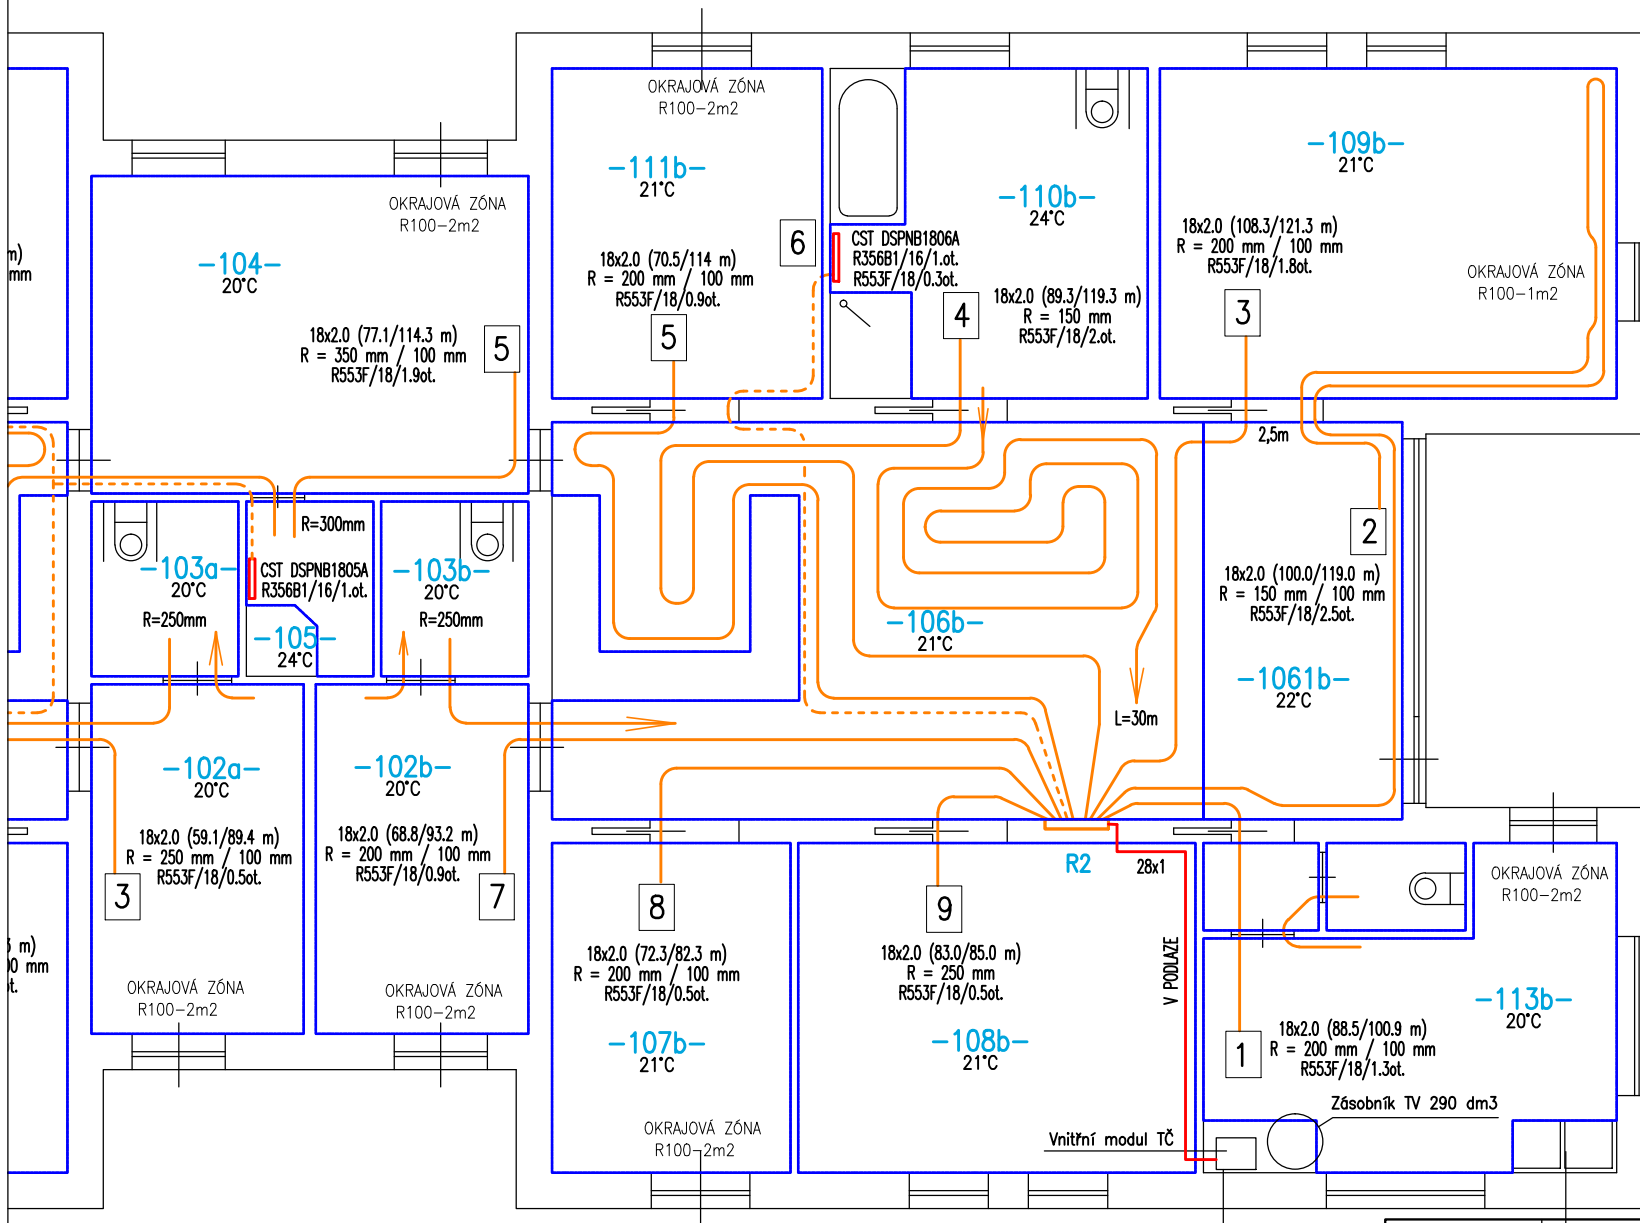 OKRAJOVÁ ZÓNA
R100-2m2
-111b-
21°C
18x2.0 (70.5/114 m)
R = 200 mm / 100 mm
R553F/18/0.9ot.
5
6
CST DSPNB1806A
R356B1/16/1.ot.
R553F/18/0.3ot.
-110b-
24°C
18x2.0 (89.3/119.3 m)
R = 150 mm
R553F/18/2.ot.
4
-109b-
21°C
18x2.0 (108.3/121.3 m)
R = 200 mm / 100 mm
R553F/18/1.8ot.
3
OKRAJOVÁ ZÓNA
R100-1m2
m)
mm
OKRAJOVÁ ZÓNA
R100-2m2
-104-
20°C
18x2.0 (77.1/114.3 m)
R = 350 mm / 100 mm
R553F/18/1.9ot.
5
2,5m
2
18x2.0 (100.0/119.0 m)
R = 150 mm / 100 mm
R553F/18/2.5ot.
-1061b-
22°C
R=300mm
-103a-
20°C
R=250mm
CST DSPNB1805A
R356B1/16/1.ot.
-105-
24°C
-103b-
20°C
R=250mm
-106b-
21°C
L=30m
-102a-
20°C
18x2.0 (59.1/89.4 m)
R = 250 mm / 100 mm
R553F/18/0.5ot.
3
OKRAJOVÁ ZÓNA
R100-2m2
-102b-
20°C
18x2.0 (68.8/93.2 m)
R = 200 mm / 100 mm
R553F/18/0.9ot.
7
OKRAJOVÁ ZÓNA
R100-2m2
m)
00 mm
t.
8
18x2.0 (72.3/82.3 m)
R = 200 mm / 100 mm
R553F/18/0.5ot.
-107b-
21°C
OKRAJOVÁ ZÓNA
R100-2m2
9
18x2.0 (83.0/85.0 m)
R = 250 mm
R553F/18/0.5ot.
-108b-
21°C
R2
28x1
V PODLAZE
Vnitřní modul TČ
OKRAJOVÁ ZÓNA
R100-2m2
-113b-
20°C
1
18x2.0 (88.5/100.9 m)
R = 200 mm / 100 mm
R553F/18/1.3ot.
Zásobník TV 290 dm3